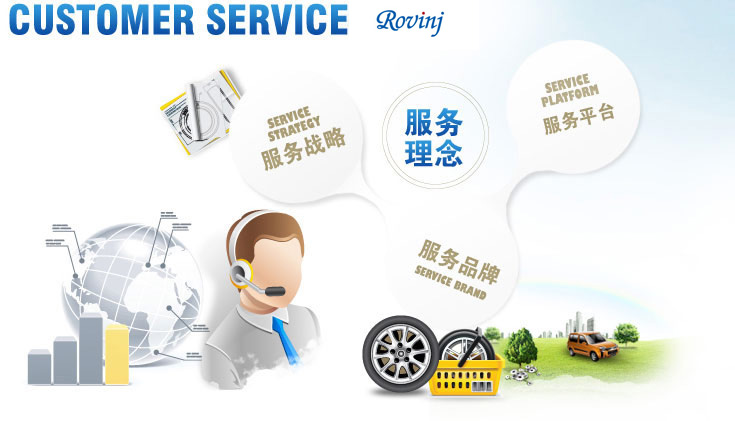 CUSTOMER SERVICE
Rovinj
SERVICE
STRATEGY
服务战略
服务
理念
SERVICE
PLATFORM
服务平台
服务品牌
SERVICE BRAND